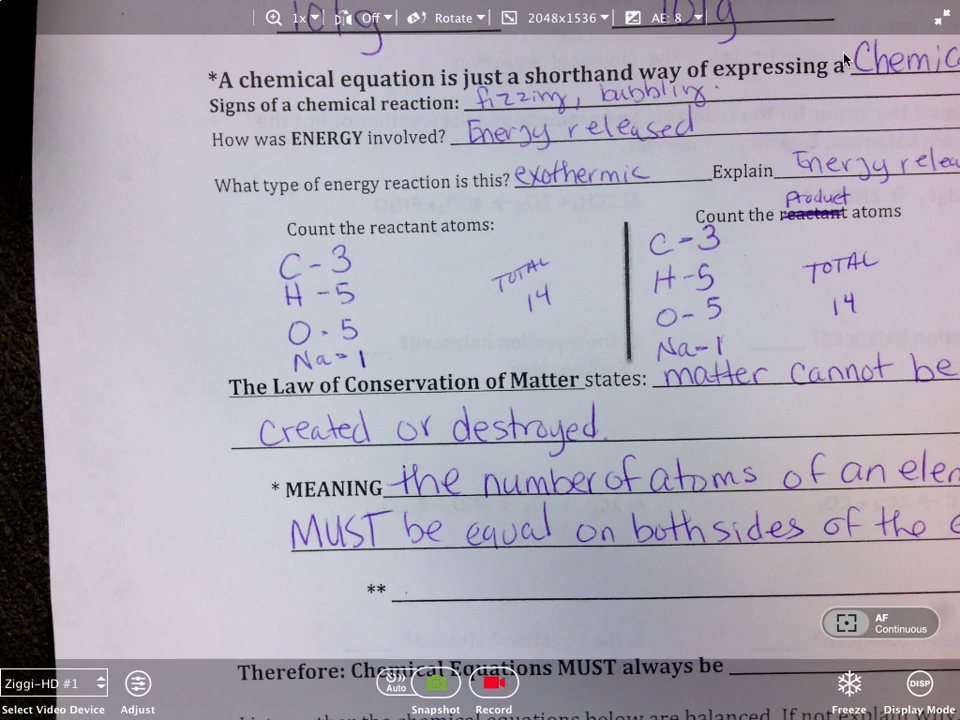 1x Off Rotate 2048x1536 AE: 8
101g 101g
*A chemical equation is just a shorthand way of expressing a Chemic
Signs of a chemical reaction: fizzing, bubbling.
How was ENERGY involved? Energy released
What type of energy reaction is this? exothermic Explain Energy relea
Product
Count the reactant atoms: Count the reactant atoms
C - 3 C - 3
H - 5 TOTAL H - 5 TOTAL
14 14
O - 5 O - 5
Na - 1 Na - 1
The Law of Conservation of Matter states: matter cannot be
created or destroyed.
* MEANING the number of atoms of an elem
MUST be equal on both sides of the e
**
AF
Continuous
Therefore: Chemical Equations MUST always be
Ziggi-HD #1 Auto DISP
Select Video Device Adjust Snapshot Record Freeze Display Mode